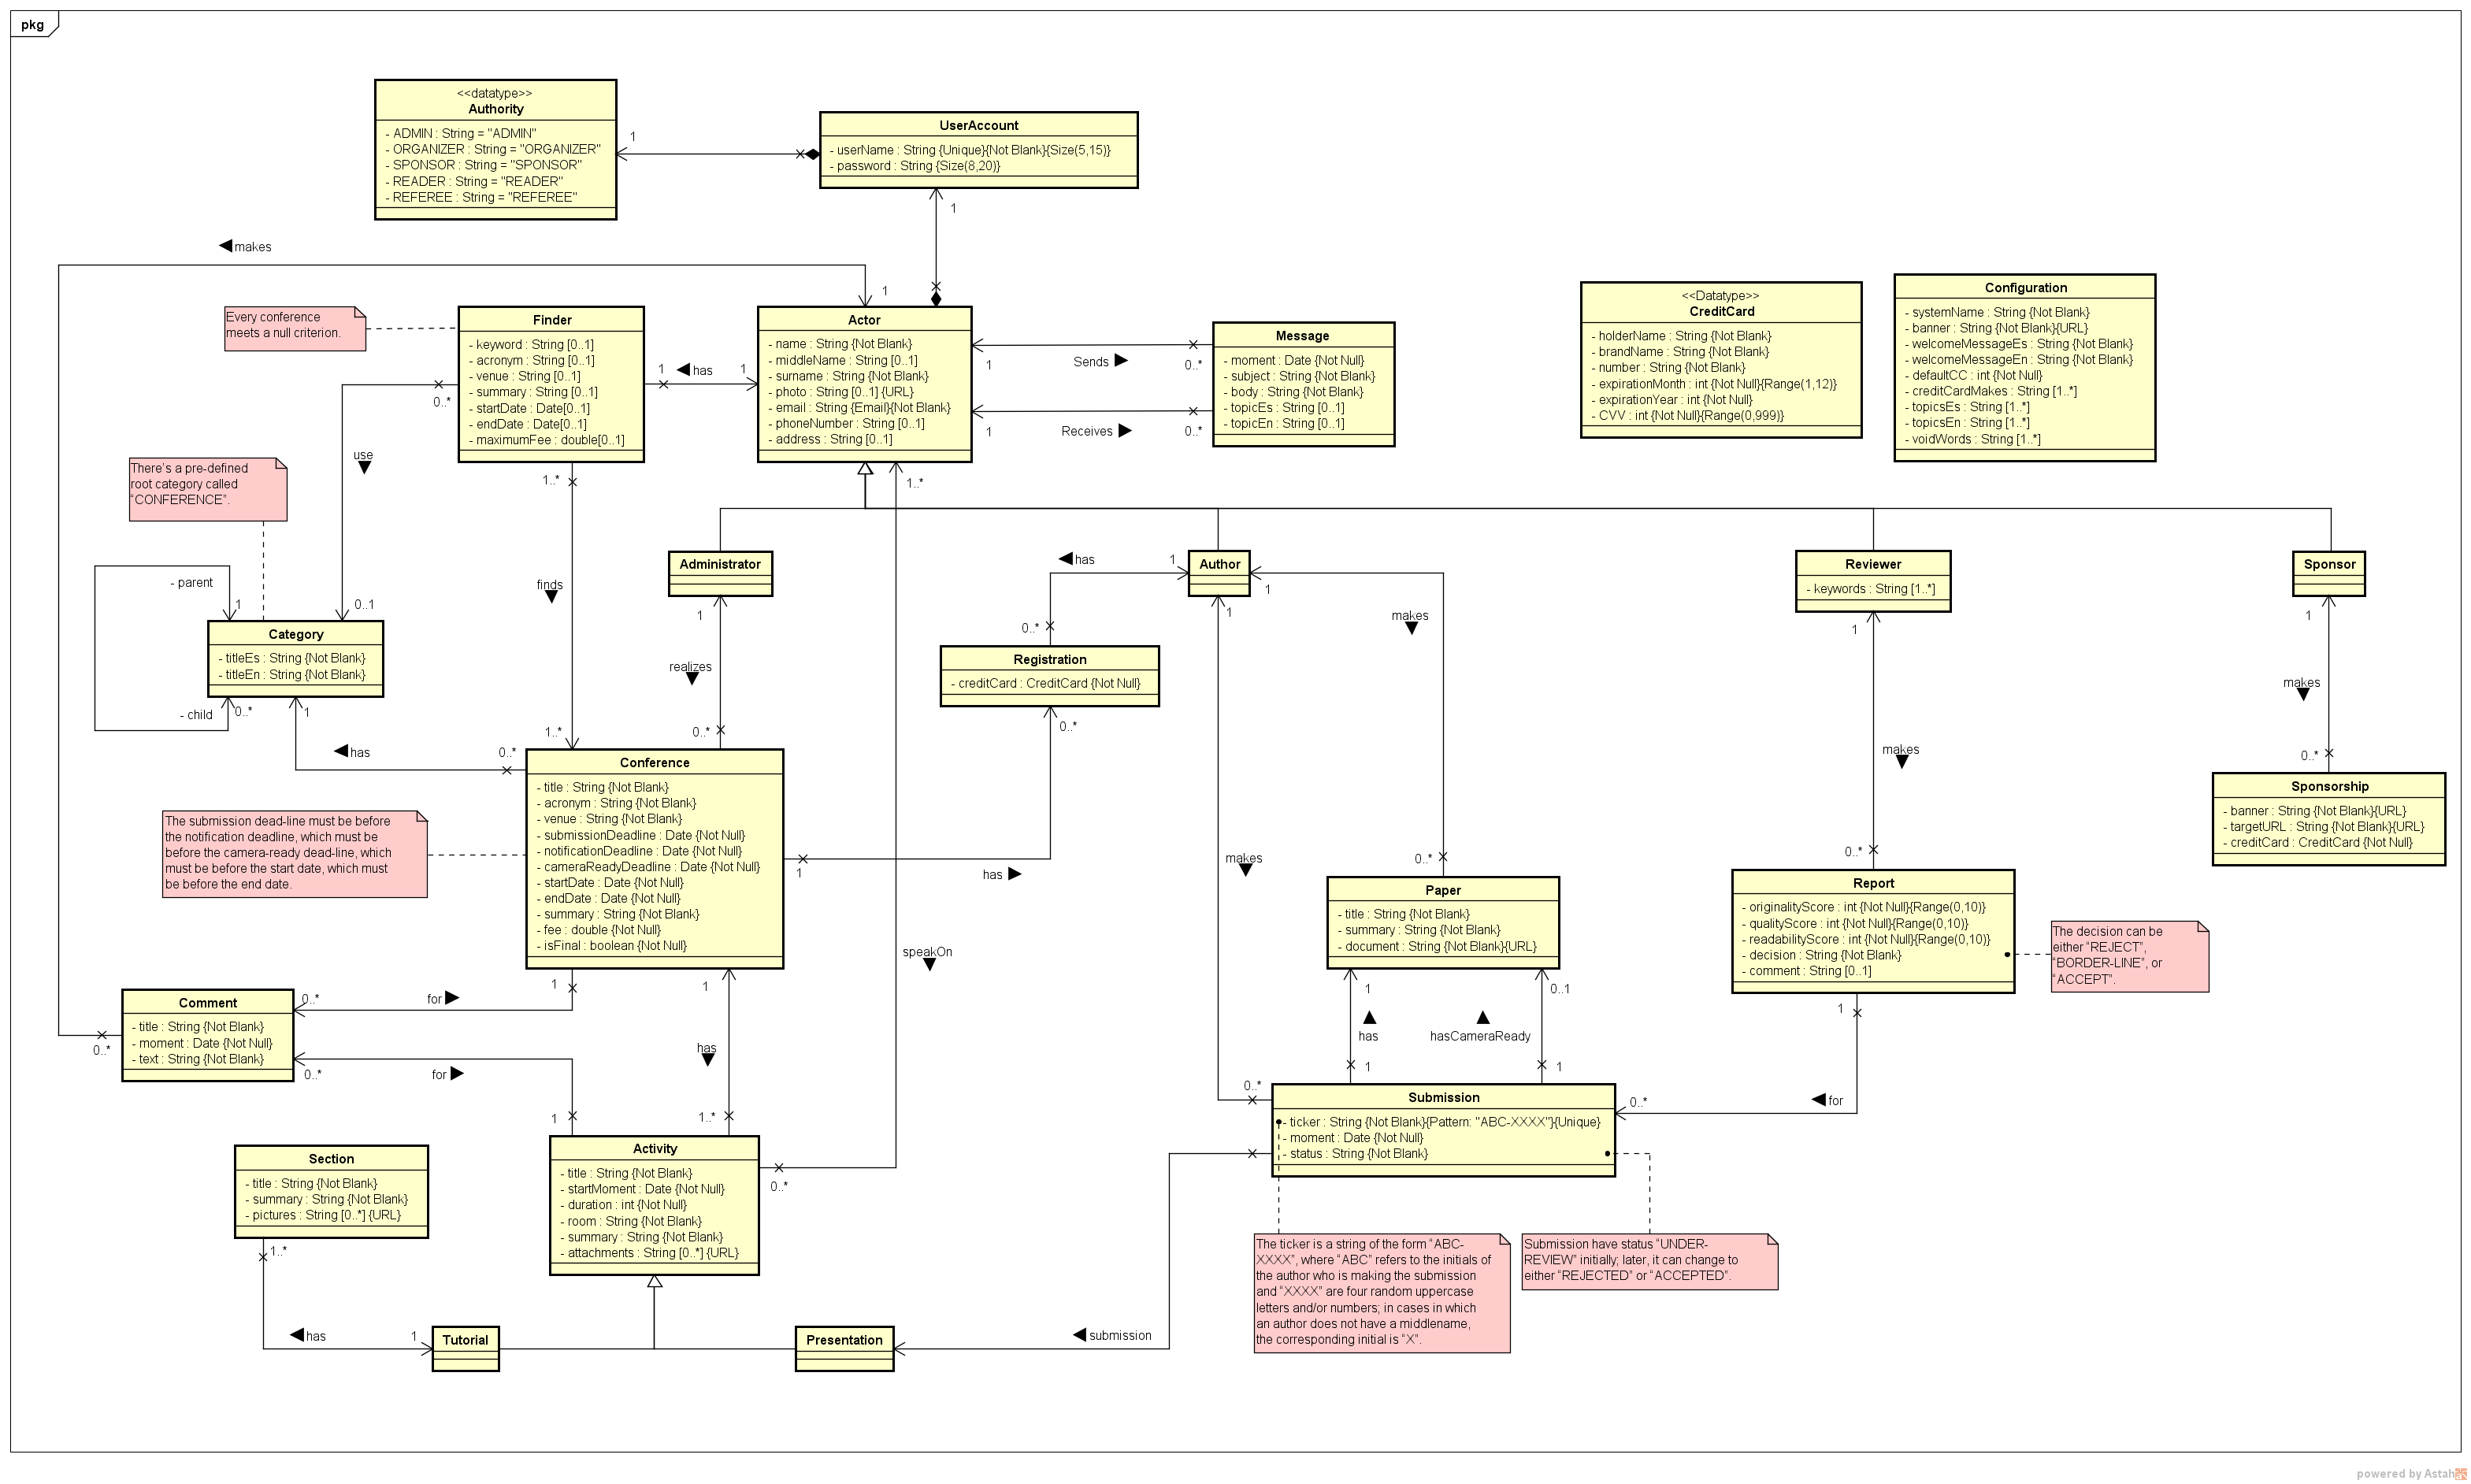 pkg
<<datatype>>
Authority
- ADMIN : String = "ADMIN"
- ORGANIZER : String = "ORGANIZER"
- SPONSOR : String = "SPONSOR"
- READER : String = "READER"
- REFEREE : String = "REFEREE"
1
UserAccount
- userName : String {Unique}{Not Blank}{Size(5,15)}
- password : String {Size(8,20)}
1
makes
1
Every conference
meets a null criterion.
Finder
- keyword : String [0..1]
- acronym : String [0..1]
- venue : String [0..1]
- summary : String [0..1]
- startDate : Date[0..1]
- endDate : Date[0..1]
- maximumFee : double[0..1]
1
has
1
Actor
- name : String {Not Blank}
- middleName : String [0..1]
- surname : String {Not Blank}
- photo : String [0..1] {URL}
- email : String {Email}{Not Blank}
- phoneNumber : String [0..1]
- address : String [0..1]
1
Sends
0..*
1
Receives
0..*
Message
- moment : Date {Not Null}
- subject : String {Not Blank}
- body : String {Not Blank}
- topicEs : String [0..1]
- topicEn : String [0..1]
<<Datatype>>
CreditCard
- holderName : String {Not Blank}
- brandName : String {Not Blank}
- number : String {Not Blank}
- expirationMonth : int {Not Null}{Range(1,12)}
- expirationYear : int {Not Null}
- CVV : int {Not Null}{Range(0,999)}
Configuration
- systemName : String {Not Blank}
- banner : String {Not Blank}{URL}
- welcomeMessageEs : String {Not Blank}
- welcomeMessageEn : String {Not Blank}
- defaultCC : int {Not Null}
- creditCardMakes : String [1..*]
- topicsEs : String [1..*]
- topicsEn : String [1..*]
- voidWords : String [1..*]
0..*
use
0..1
There's a pre-defined
root category called
“CONFERENCE”.
1..*
finds
1..*
1..*
- parent
1
Category
- titleEs : String {Not Blank}
- titleEn : String {Not Blank}
- child
0..*
1
has
0..*
Administrator
1
realizes
0..*
Author
has
1
0..*
1
makes
0..*
1
makes
0..*
Registration
- creditCard : CreditCard {Not Null}
0..*
has
1
Reviewer
- keywords : String [1..*]
1
makes
0..*
Sponsor
1
makes
0..*
Sponsorship
- banner : String {Not Blank}{URL}
- targetURL : String {Not Blank}{URL}
- creditCard : CreditCard {Not Null}
The submission dead-line must be before
the notification deadline, which must be
before the camera-ready dead-line, which
must be before the start date, which must
be before the end date.
Conference
- title : String {Not Blank}
- acronym : String {Not Blank}
- venue : String {Not Blank}
- submissionDeadline : Date {Not Null}
- notificationDeadline : Date {Not Null}
- cameraReadyDeadline : Date {Not Null}
- startDate : Date {Not Null}
- endDate : Date {Not Null}
- summary : String {Not Blank}
- fee : double {Not Null}
- isFinal : boolean {Not Null}
Paper
- title : String {Not Blank}
- summary : String {Not Blank}
- document : String {Not Blank}{URL}
Report
- originalityScore : int {Not Null}{Range(0,10)}
- qualityScore : int {Not Null}{Range(0,10)}
- readabilityScore : int {Not Null}{Range(0,10)}
- decision : String {Not Blank}
- comment : String [0..1]
The decision can be
either “REJECT”,
“BORDER-LINE”, or
“ACCEPT”.
speakOn
Comment
- title : String {Not Blank}
- moment : Date {Not Null}
- text : String {Not Blank}
0..*
0..*
for
1
0..*
for
1
1
has
1..*
1
has
1
0..1
hasCameraReady
1
1
for
0..*
Submission
- ticker : String {Not Blank}{Pattern: "ABC-XXXX"}{Unique}
- moment : Date {Not Null}
- status : String {Not Blank}
Section
- title : String {Not Blank}
- summary : String {Not Blank}
- pictures : String [0..*] {URL}
Activity
- title : String {Not Blank}
- startMoment : Date {Not Null}
- duration : int {Not Null}
- room : String {Not Blank}
- summary : String {Not Blank}
- attachments : String [0..*] {URL}
0..*
The ticker is a string of the form “ABC-
XXXX”, where “ABC” refers to the initials of
the author who is making the submission
and “XXXX” are four random uppercase
letters and/or numbers; in cases in which
an author does not have a middlename,
the corresponding initial is “X”.
Submission have status “UNDER-
REVIEW” initially; later, it can change to
either “REJECTED” or “ACCEPTED”.
1..*
has
1
Tutorial
Presentation
submission
powered by Astah